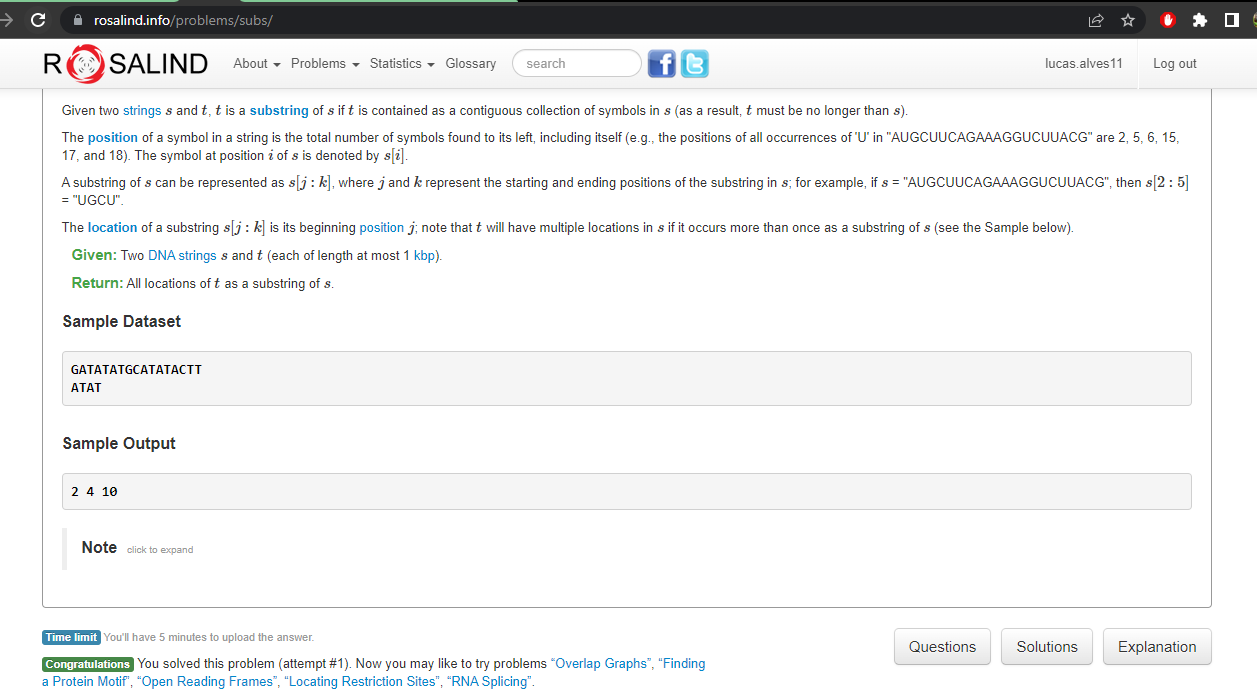 rosalind.info/problems/subs/
ROSALIND About Problems Statistics Glossary search f t lucas.alves11 Log out
Given two strings s and t, t is a substring of s if t is contained as a contiguous collection of symbols in s (as a result, t must be no longer than s).
The position of a symbol in a string is the total number of symbols found to its left, including itself (e.g., the positions of all occurrences of 'U' in "AUGCUUCAGAAAGGUCUUACG" are 2, 5, 6, 15,
17, and 18). The symbol at position i of s is denoted by s[i].
A substring of s can be represented as s[j : k], where j and k represent the starting and ending positions of the substring in s; for example, if s = "AUGCUUCAGAAAGGUCUUACG", then s[2 : 5]
= "UGCU".
The location of a substring s[j : k] is its beginning position j; note that t will have multiple locations in s if it occurs more than once as a substring of s (see the Sample below).
Given: Two DNA strings s and t (each of length at most 1 kbp).
Return: All locations of t as a substring of s.
Sample Dataset
GATATATGCATATACTT
ATAT
Sample Output
2 4 10
Note click to expand
Time limit You'll have 5 minutes to upload the answer.
Questions Solutions Explanation
Congratulations You solved this problem (attempt #1). Now you may like to try problems “Overlap Graphs”, “Finding
a Protein Motif”, “Open Reading Frames”, “Locating Restriction Sites”, “RNA Splicing”.